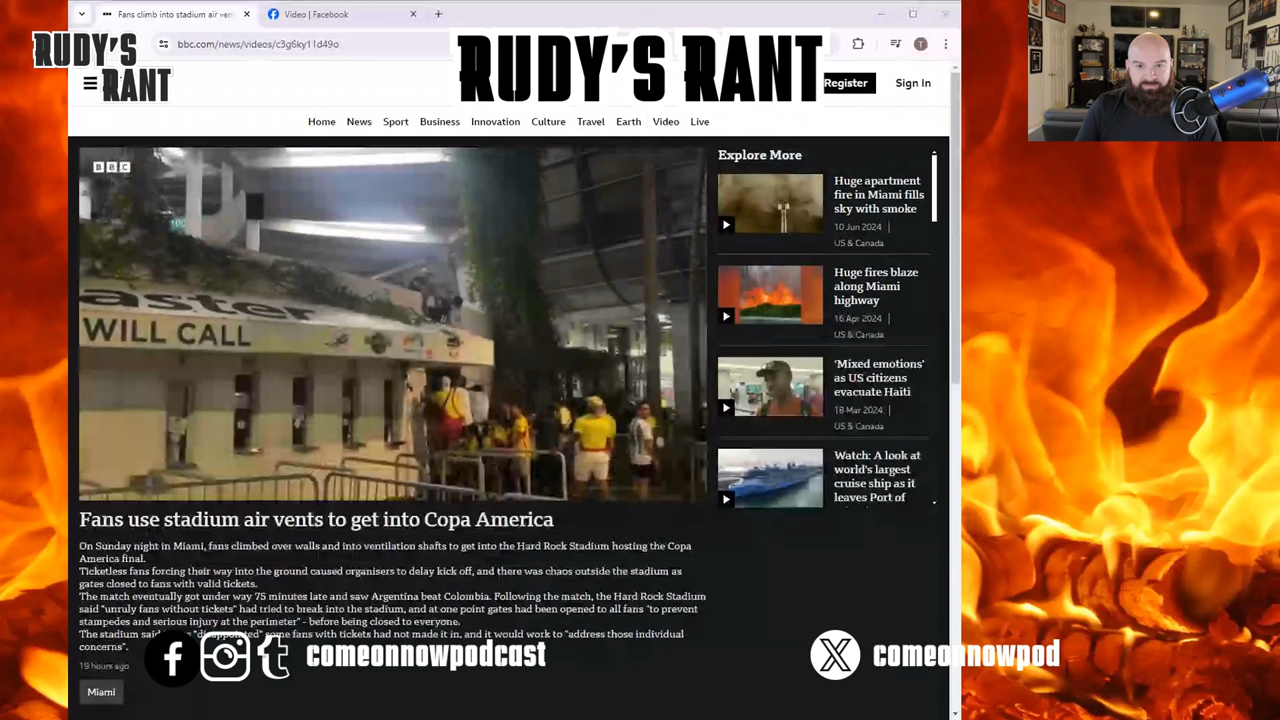 Fans climb into stadium air ven
Video | Facebook
bbc.com/news/videos/c3g6ky11d49o
T
RUDY'S
RANT
RUDY'S RANT
Register
Sign In
Home
News
Sport
Business
Innovation
Culture
Travel
Earth
Video
Live
BBC
aster
WILL CALL
Explore More
Huge apartment
fire in Miami fills
sky with smoke
10 Jun 2024
US & Canada
Huge fires blaze
along Miami
highway
16 Apr 2024
US & Canada
'Mixed emotions'
as US citizens
evacuate Haiti
18 Mar 2024
US & Canada
Watch: A look at
world's largest
cruise ship as it
leaves Port of
Fans use stadium air vents to get into Copa America
On Sunday night in Miami, fans climbed over walls and into ventilation shafts to get into the Hard Rock Stadium hosting the Copa
America final.
Ticketless fans forcing their way into the ground caused organisers to delay kick off, and there was chaos outside the stadium as
gates closed to fans with valid tickets.
The match eventually got under way 75 minutes late and saw Argentina beat Colombia. Following the match, the Hard Rock Stadium
said "unruly fans without tickets" had tried to break into the stadium, and at one point gates had been opened to all fans "to prevent
stampedes and serious injury at the perimeter" - before being closed to everyone.
The stadium said "disappointed" some fans with tickets had not made it in, and it would work to "address those individual
concerns".
19 hours ago
Miami
comeonnowpodcast
comeonnowpod